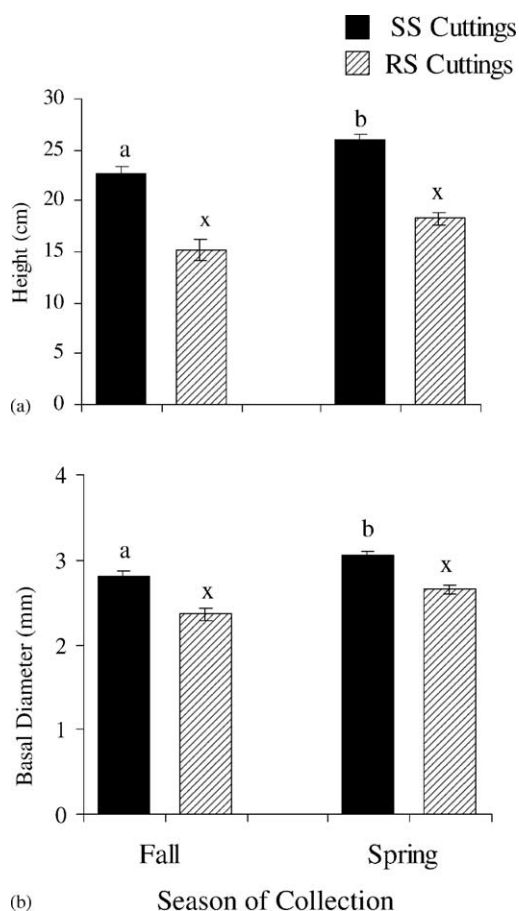 SS Cuttings
RS Cuttings
30
25
20
15
10
5
0
Height (cm)
a
x
b
x
(a)
4
3
2
1
0
Basal Diameter (mm)
a
x
b
x
Fall Spring
(b) Season of Collection